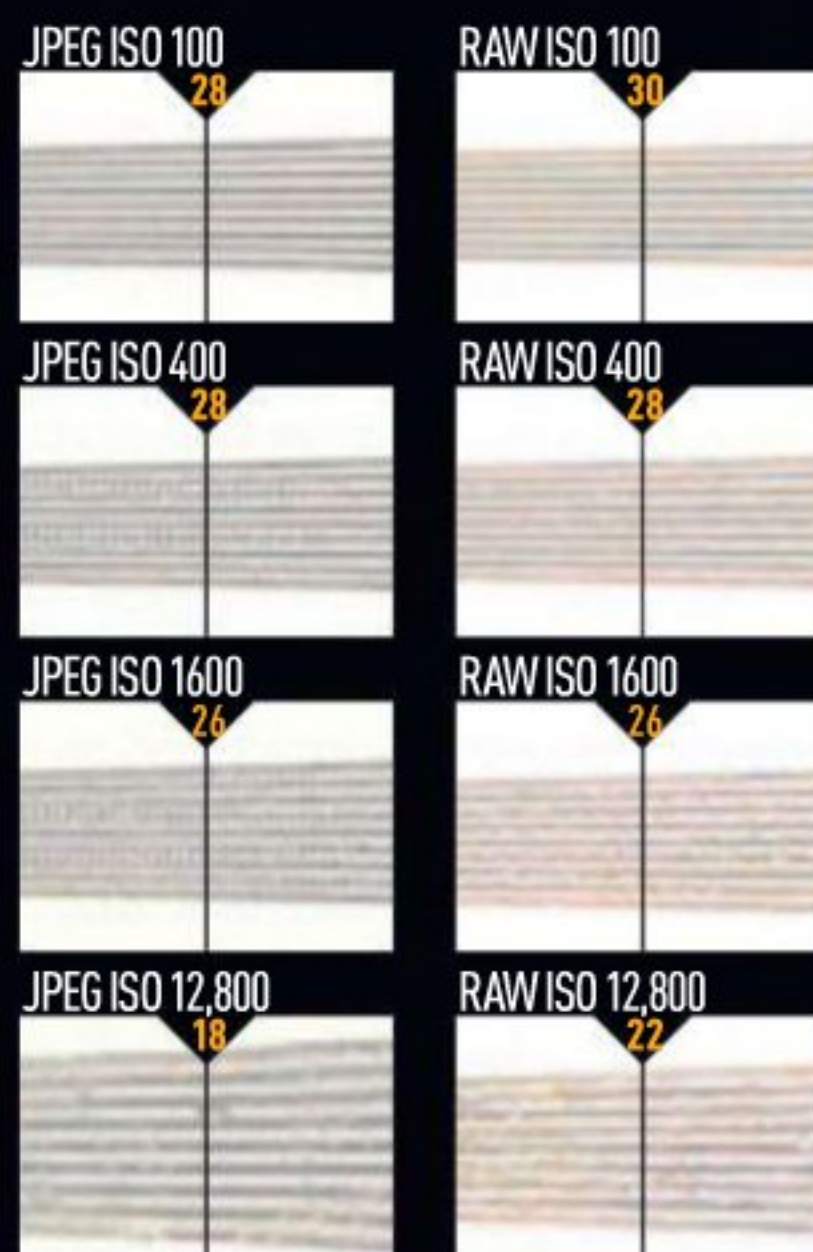 JPEG ISO 100
RAW ISO 100
28
30
JPEG ISO 400
RAW ISO 400
28
28
JPEG ISO 1600
RAW ISO 1600
26
26
JPEG ISO 12,800
RAW ISO 12,800
18
22